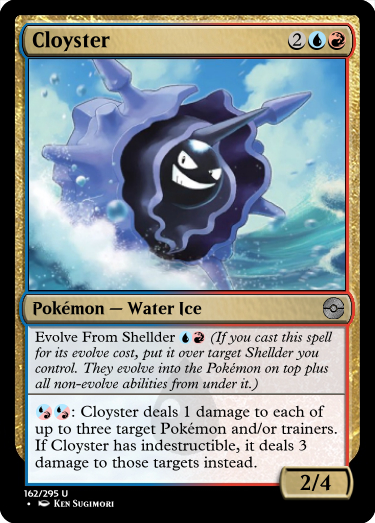 Cloyster 2
Pokémon — Water Ice
Evolve From Shellder (If you cast this spell
for its evolve cost, put it over target Shellder you
control. They evolve into the Pokémon on top plus
all non-evolve abilities from under it.)
: Cloyster deals 1 damage to each of
up to three target Pokémon and/or trainers.
If Cloyster has indestructible, it deals 3
damage to those targets instead.
2/4
162/295 U
• Ken Sugimori